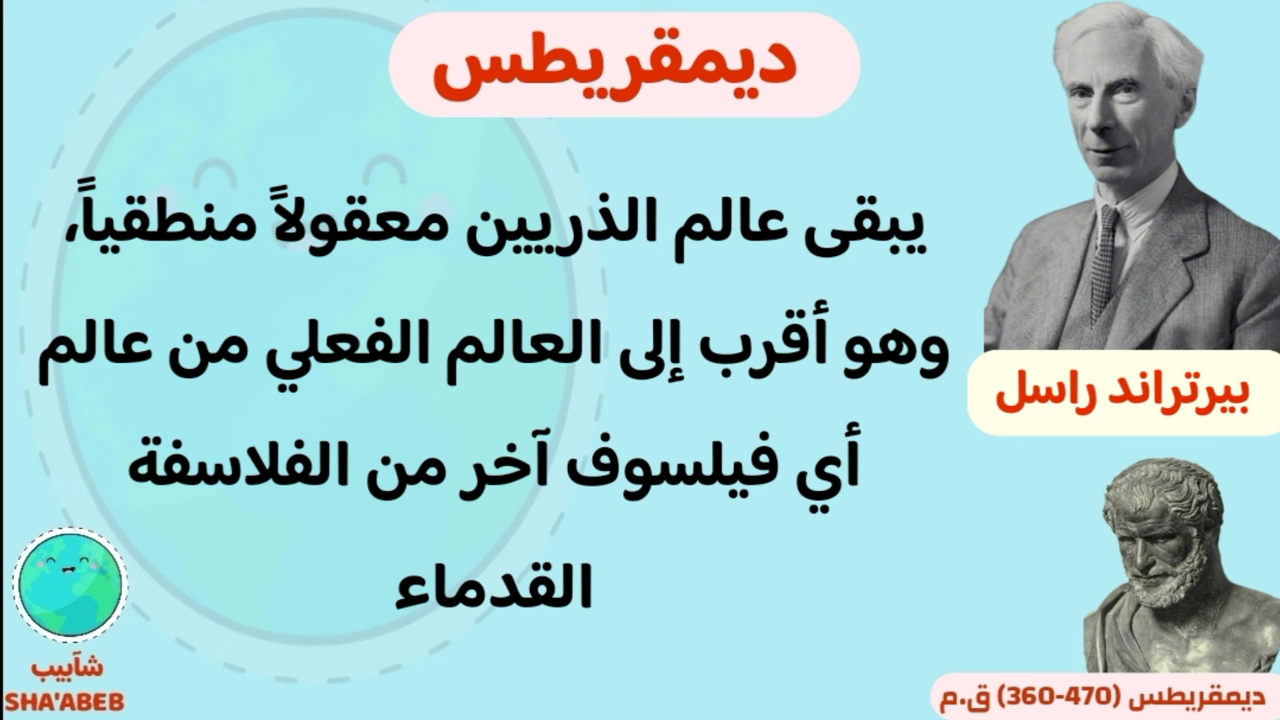 ديمقريطس
يبقى عالم الذريين معقولاً منطقياً،
وهو أقرب إلى العالم الفعلي من عالم
أي فيلسوف آخر من الفلاسفة
القدماء
بيرتراند راسل
ديمقريطس (470-360) ق.م
شآبيب
SHA'ABEB